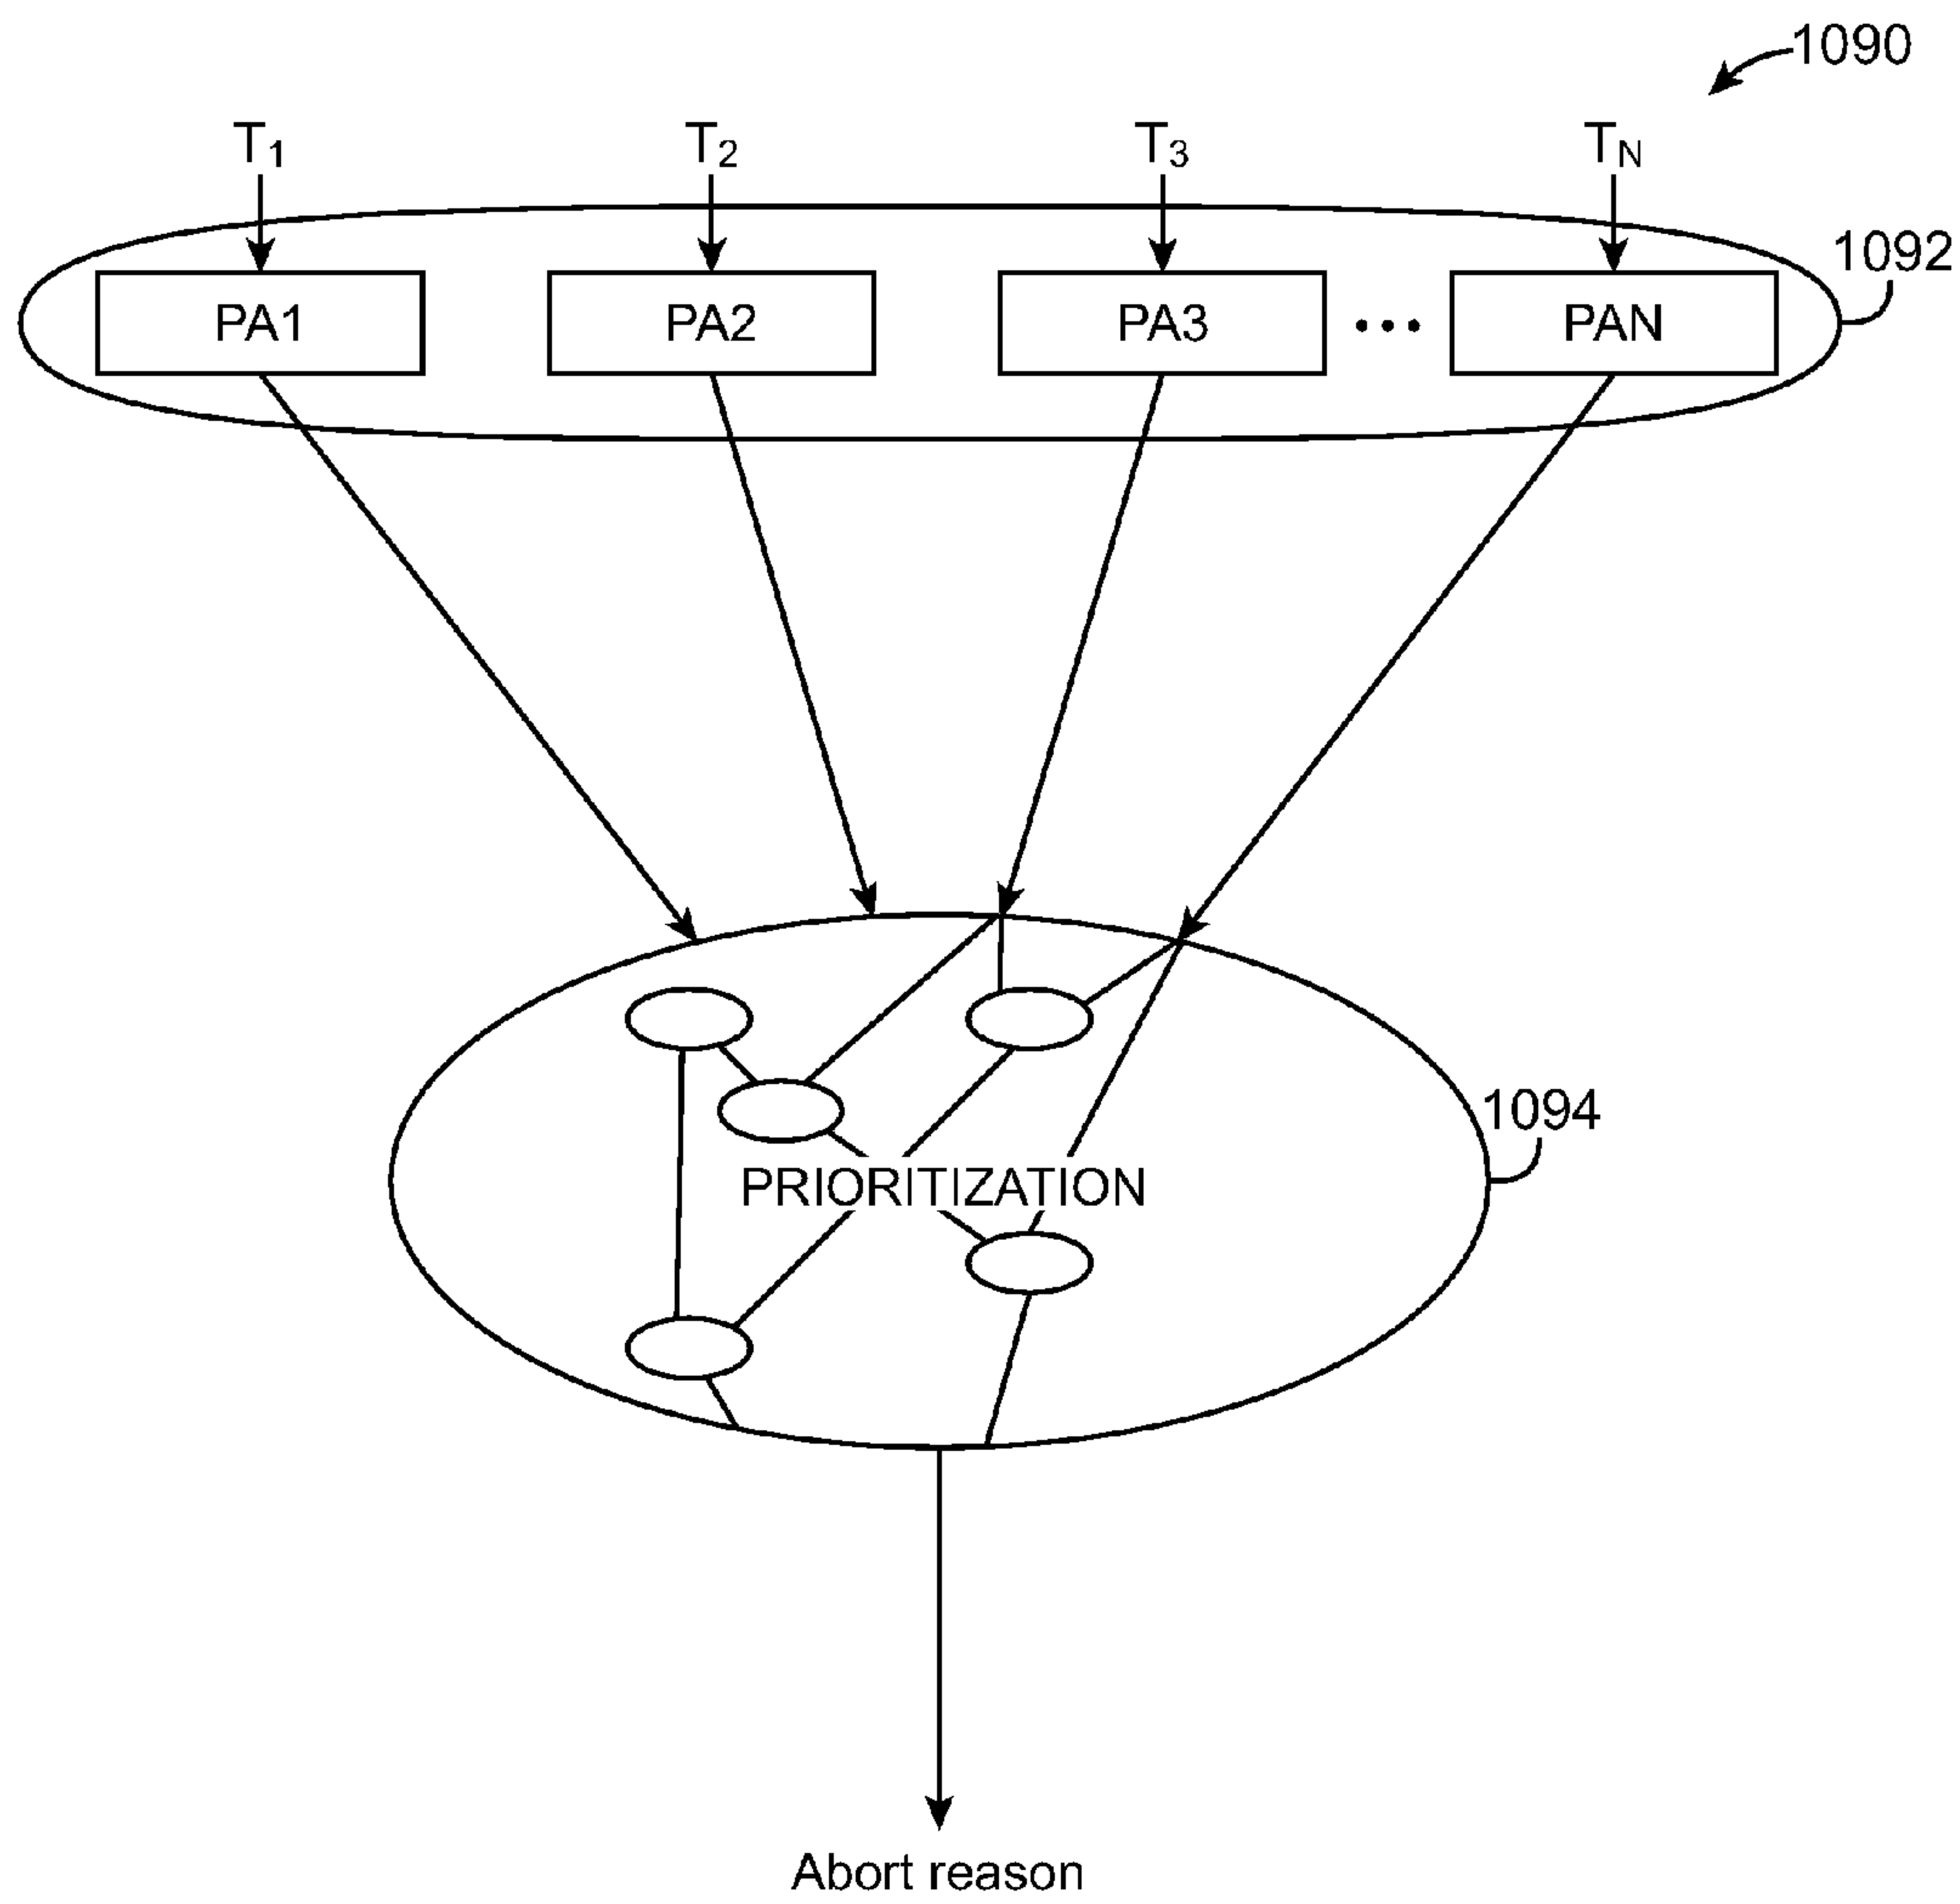 1090
T1 T2 T3 TN
1092
PA1 PA2 PA3 ... PAN
1094
PRIORITIZATION
Abort reason